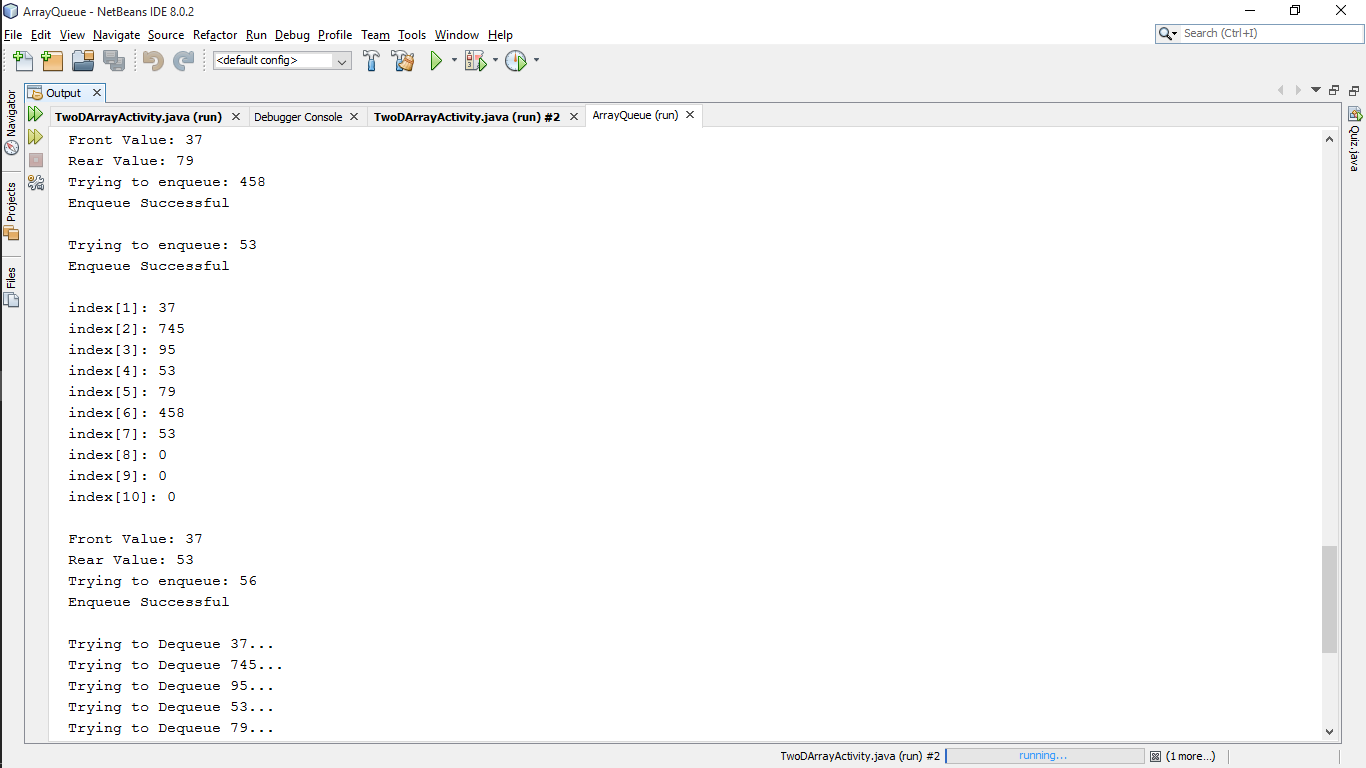 ArrayQueue - NetBeans IDE 8.0.2
File Edit View Navigate Source Refactor Run Debug Profile Team Tools Window Help
Search (Ctrl+I)
<default config>
Output
TwoDArrayActivity.java (run) Debugger Console TwoDArrayActivity.java (run) #2 ArrayQueue (run)
Navigator
Projects
Files
Quiz.java
Front Value: 37
Rear Value: 79
Trying to enqueue: 458
Enqueue Successful
Trying to enqueue: 53
Enqueue Successful
index[1]: 37
index[2]: 745
index[3]: 95
index[4]: 53
index[5]: 79
index[6]: 458
index[7]: 53
index[8]: 0
index[9]: 0
index[10]: 0
Front Value: 37
Rear Value: 53
Trying to enqueue: 56
Enqueue Successful
Trying to Dequeue 37...
Trying to Dequeue 745...
Trying to Dequeue 95...
Trying to Dequeue 53...
Trying to Dequeue 79...
TwoDArrayActivity.java (run) #2 running... (1 more...)